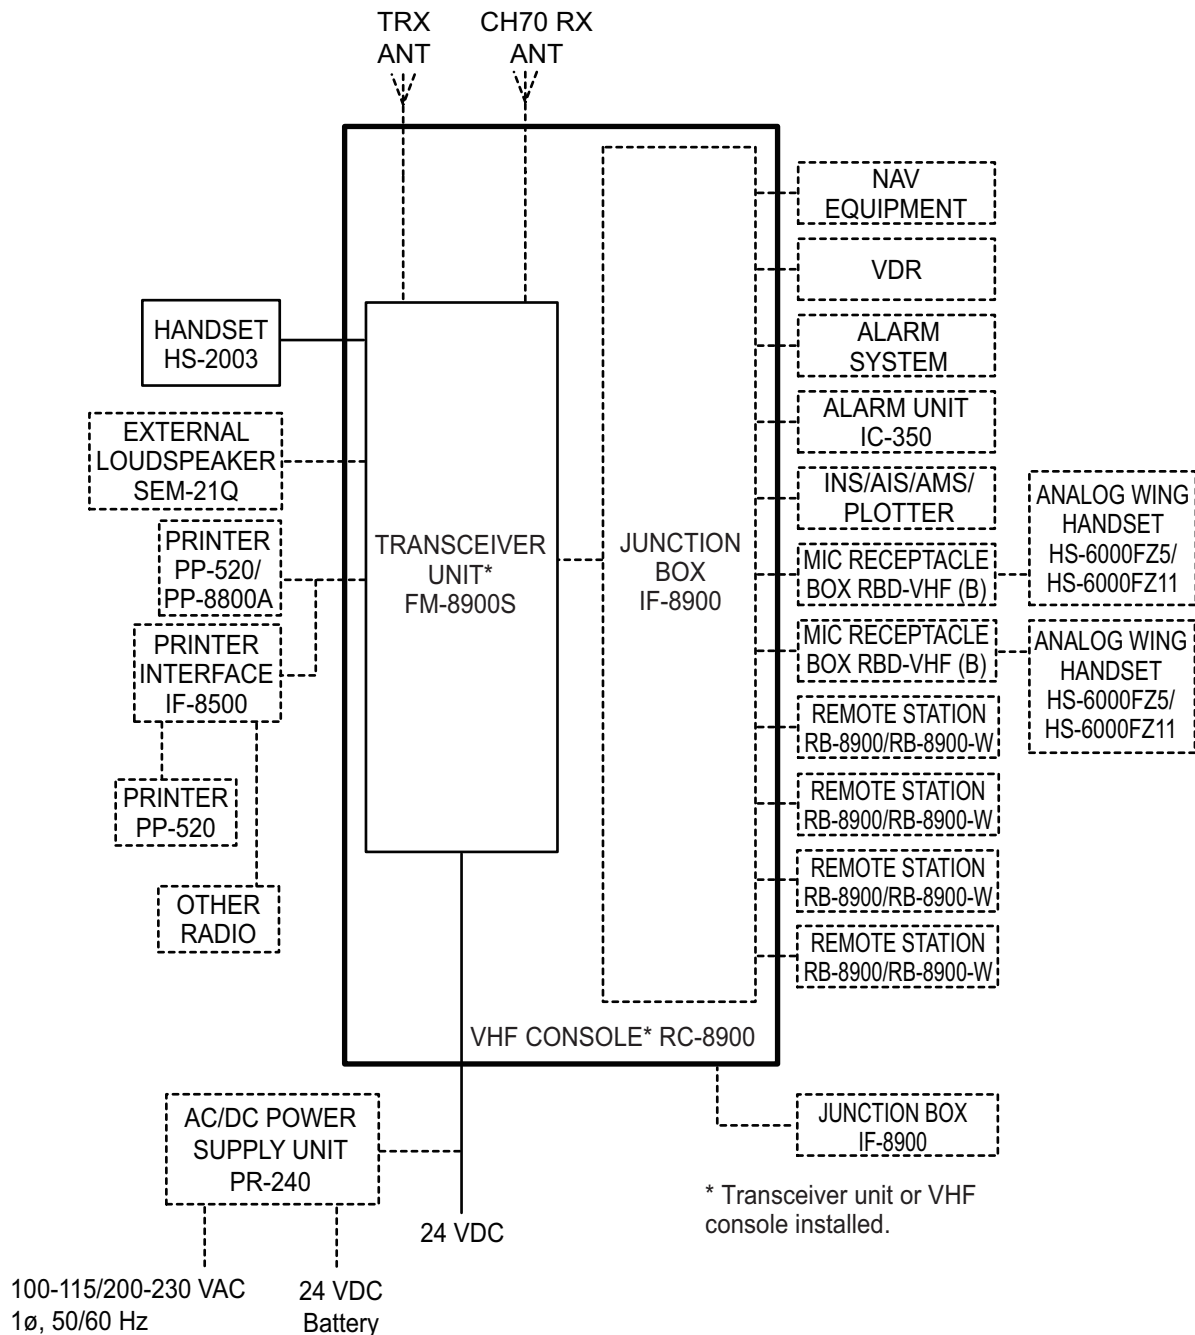 TRX
ANT
CH70 RX
ANT
NAV
EQUIPMENT
VDR
ALARM
SYSTEM
ALARM UNIT
IC-350
INS/AIS/AMS/
PLOTTER
MIC RECEPTACLE
BOX RBD-VHF (B)
ANALOG WING
HANDSET
HS-6000FZ5/
HS-6000FZ11
MIC RECEPTACLE
BOX RBD-VHF (B)
ANALOG WING
HANDSET
HS-6000FZ5/
HS-6000FZ11
REMOTE STATION
RB-8900/RB-8900-W
REMOTE STATION
RB-8900/RB-8900-W
REMOTE STATION
RB-8900/RB-8900-W
REMOTE STATION
RB-8900/RB-8900-W
HANDSET
HS-2003
EXTERNAL
LOUDSPEAKER
SEM-21Q
PRINTER
PP-520/
PP-8800A
PRINTER
INTERFACE
IF-8500
PRINTER
PP-520
OTHER
RADIO
TRANSCEIVER
UNIT*
FM-8900S
JUNCTION
BOX
IF-8900
VHF CONSOLE* RC-8900
JUNCTION BOX
IF-8900
AC/DC POWER
SUPPLY UNIT
PR-240
24 VDC
* Transceiver unit or VHF
console installed.
100-115/200-230 VAC
1ø, 50/60 Hz
24 VDC
Battery